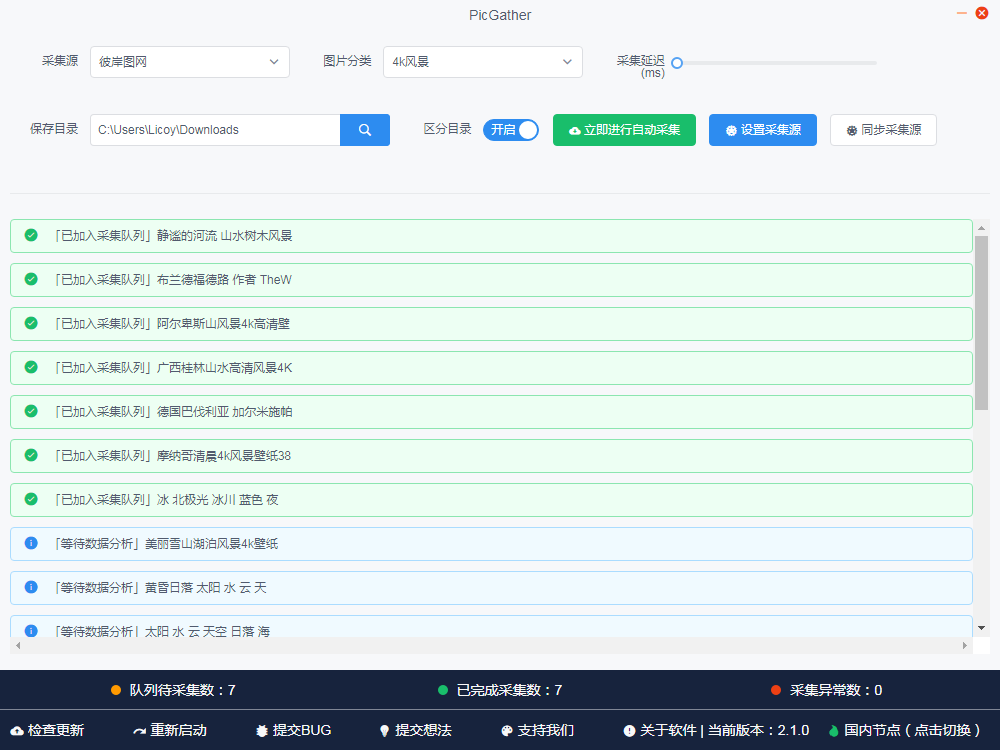 PicGather
采集源 彼岸图网 图片分类 4k风景 采集延迟
(ms)
保存目录 C:\Users\Licoy\Downloads 区分目录 开启 立即进行自动采集 设置采集源 同步采集源
「已加入采集队列」静谧的河流 山水树木风景
「已加入采集队列」布兰德福德路 作者 TheW
「已加入采集队列」阿尔卑斯山风景4k高清壁
「已加入采集队列」广西桂林山水高清风景4K
「已加入采集队列」德国巴伐利亚 加尔米施帕
「已加入采集队列」摩纳哥清晨4k风景壁纸38
「已加入采集队列」冰 北极光 冰川 蓝色 夜
「等待数据分析」美丽雪山湖泊风景4k壁纸
「等待数据分析」黄昏日落 太阳 水 云 天
「等待数据分析」太阳 水 云 天空 日落 海
队列待采集数：7 已完成采集数：7 采集异常数：0
检查更新 重新启动 提交BUG 提交想法 支持我们 关于软件 | 当前版本：2.1.0 国内节点（点击切换）